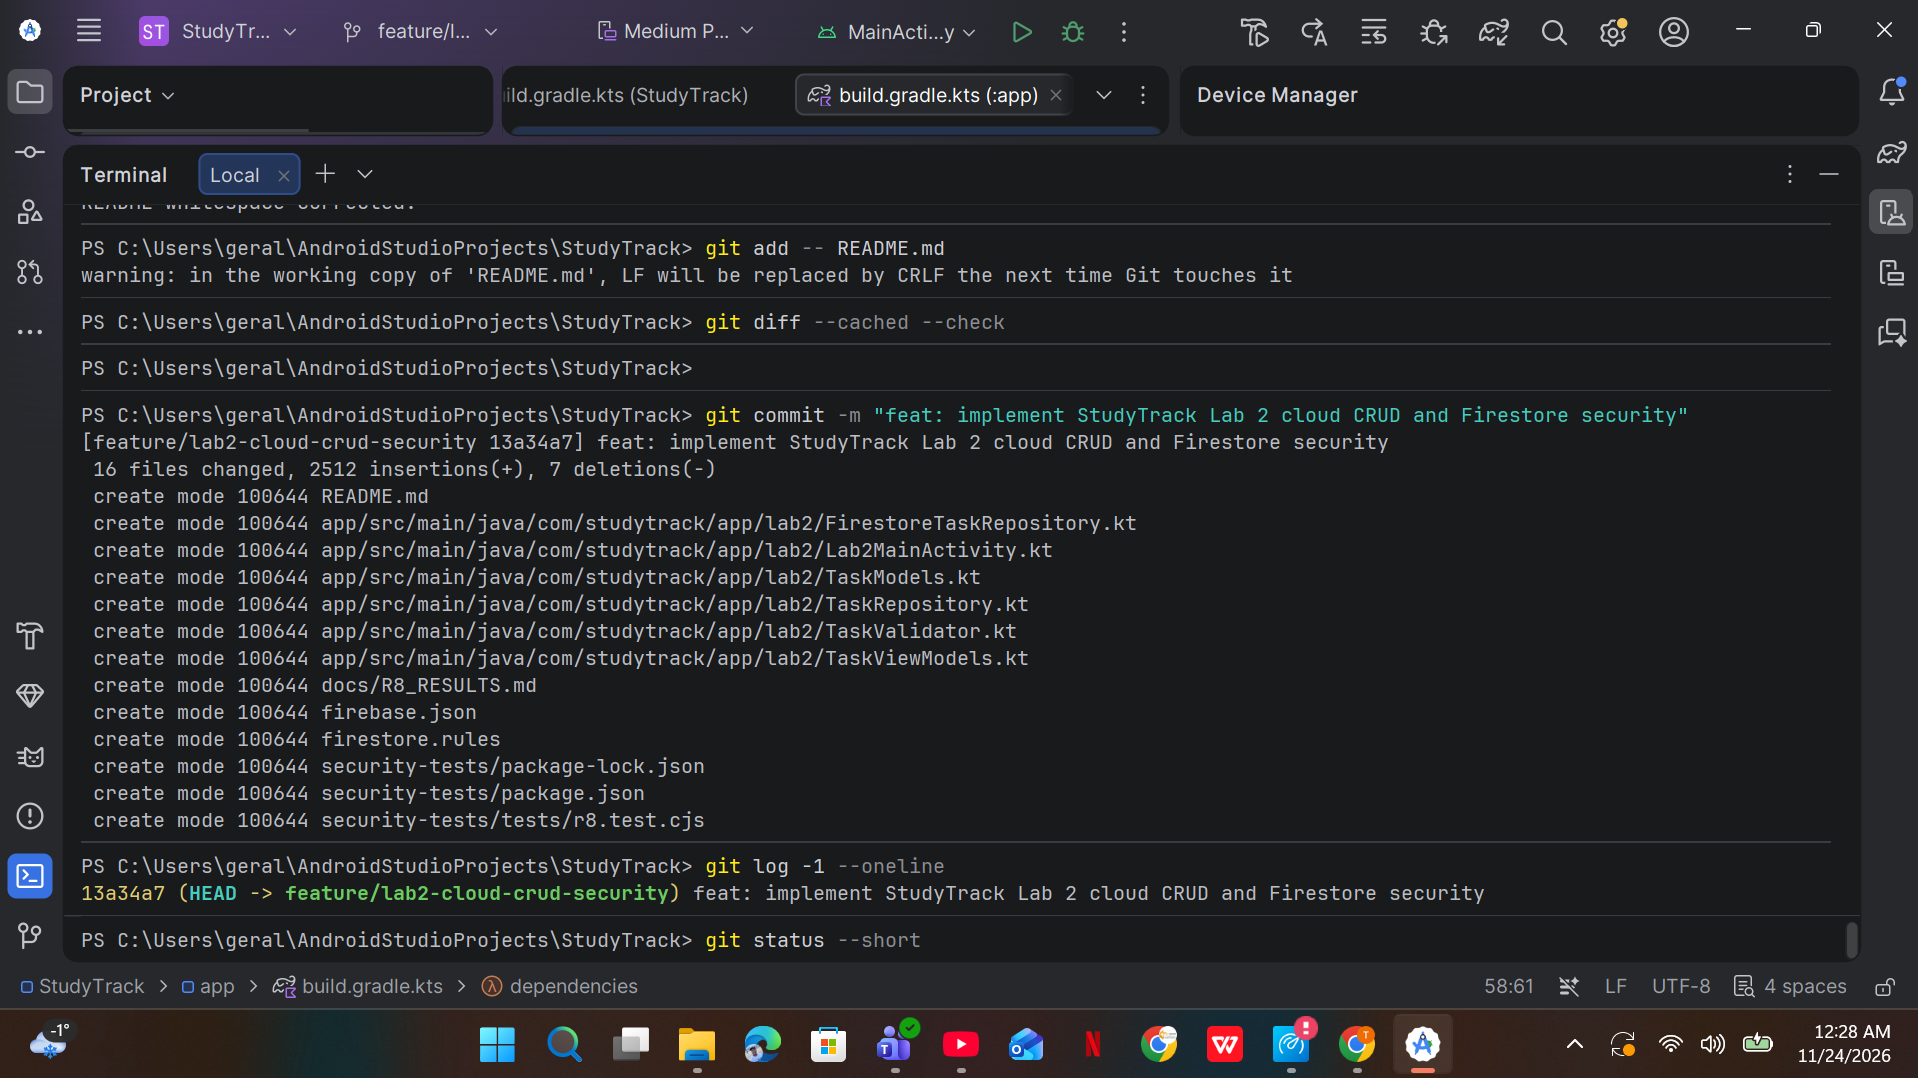 ST StudyTr... feature/l... Medium P... MainActi...y
Project
ild.gradle.kts (StudyTrack) build.gradle.kts (:app)
Device Manager
Terminal Local
README whitespace corrected.
PS C:\Users\geral\AndroidStudioProjects\StudyTrack> git add -- README.md
warning: in the working copy of 'README.md', LF will be replaced by CRLF the next time Git touches it
PS C:\Users\geral\AndroidStudioProjects\StudyTrack> git diff --cached --check
PS C:\Users\geral\AndroidStudioProjects\StudyTrack>
PS C:\Users\geral\AndroidStudioProjects\StudyTrack> git commit -m "feat: implement StudyTrack Lab 2 cloud CRUD and Firestore security"
[feature/lab2-cloud-crud-security 13a34a7] feat: implement StudyTrack Lab 2 cloud CRUD and Firestore security
16 files changed, 2512 insertions(+), 7 deletions(-)
create mode 100644 README.md
create mode 100644 app/src/main/java/com/studytrack/app/lab2/FirestoreTaskRepository.kt
create mode 100644 app/src/main/java/com/studytrack/app/lab2/Lab2MainActivity.kt
create mode 100644 app/src/main/java/com/studytrack/app/lab2/TaskModels.kt
create mode 100644 app/src/main/java/com/studytrack/app/lab2/TaskRepository.kt
create mode 100644 app/src/main/java/com/studytrack/app/lab2/TaskValidator.kt
create mode 100644 app/src/main/java/com/studytrack/app/lab2/TaskViewModels.kt
create mode 100644 docs/R8_RESULTS.md
create mode 100644 firebase.json
create mode 100644 firestore.rules
create mode 100644 security-tests/package-lock.json
create mode 100644 security-tests/package.json
create mode 100644 security-tests/tests/r8.test.cjs
PS C:\Users\geral\AndroidStudioProjects\StudyTrack> git log -1 --oneline
13a34a7 (HEAD -> feature/lab2-cloud-crud-security) feat: implement StudyTrack Lab 2 cloud CRUD and Firestore security
PS C:\Users\geral\AndroidStudioProjects\StudyTrack> git status --short
StudyTrack > app > build.gradle.kts > dependencies
58:61 LF UTF-8 4 spaces
-1°
12:28 AM
11/24/2026